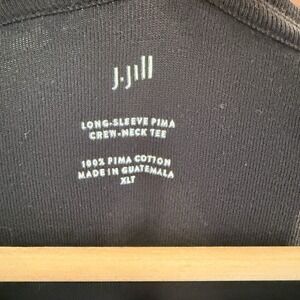 J.Jill
LONG-SLEEVE PIMA
CREW-NECK TEE
100% PIMA COTTON
MADE IN GUATEMALA
XLT